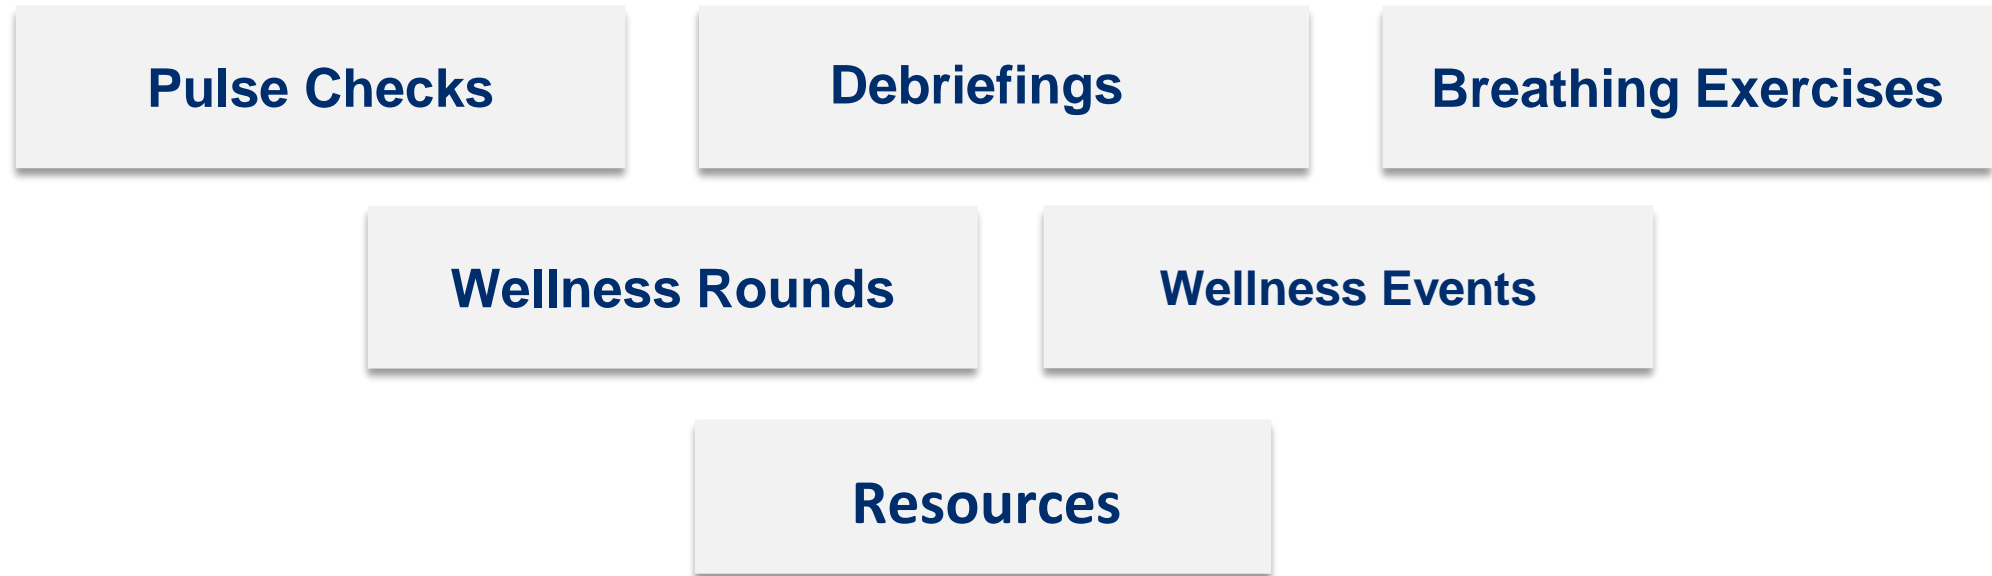 Pulse Checks
Debriefings
Breathing Exercises
Wellness Rounds
Wellness Events
Resources